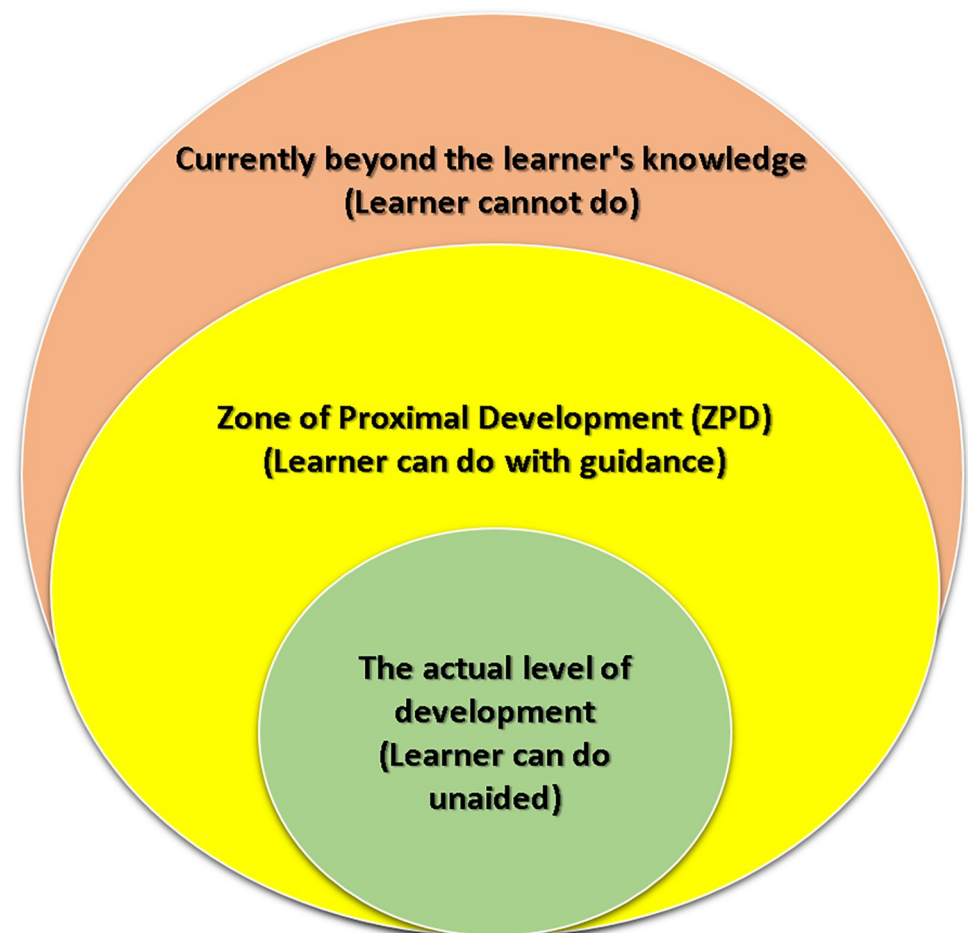 Currently beyond the learner's knowledge
(Learner cannot do)
Zone of Proximal Development (ZPD)
(Learner can do with guidance)
The actual level of
development
(Learner can do
unaided)